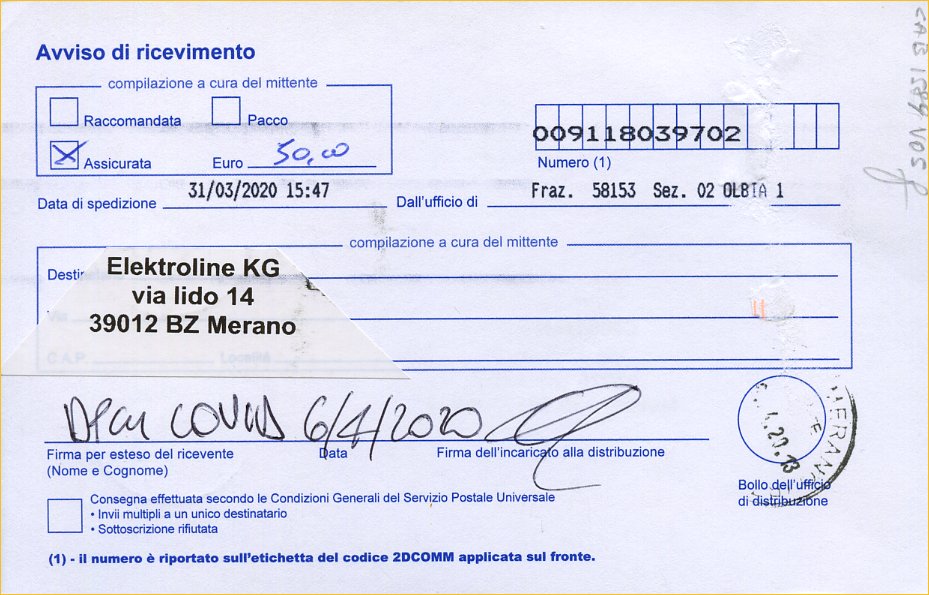 Avviso di ricevimento
compilazione a cura del mittente
Raccomandata Pacco
Assicurata Euro 50,00
009118039702
Numero (1)
Data di spedizione 31/03/2020 15:47 Dall'ufficio di Fraz. 58153 Sez. 02 OLBIA 1
compilazione a cura del mittente
Elektroline KG
via lido 14
39012 BZ Merano
C.A.P. Località
DPCM COVID 6/4/2020
Firma per esteso del ricevente
(Nome e Cognome)
Data
Firma dell'incaricato alla distribuzione
MERANO
Bollo dell'ufficio
di distribuzione
Consegna effettuata secondo le Condizioni Generali del Servizio Postale Universale
• Invii multipli a un unico destinatario
• Sottoscrizione rifiutata
(1) - il numero è riportato sull'etichetta del codice 2DCOMM applicata sul fronte.